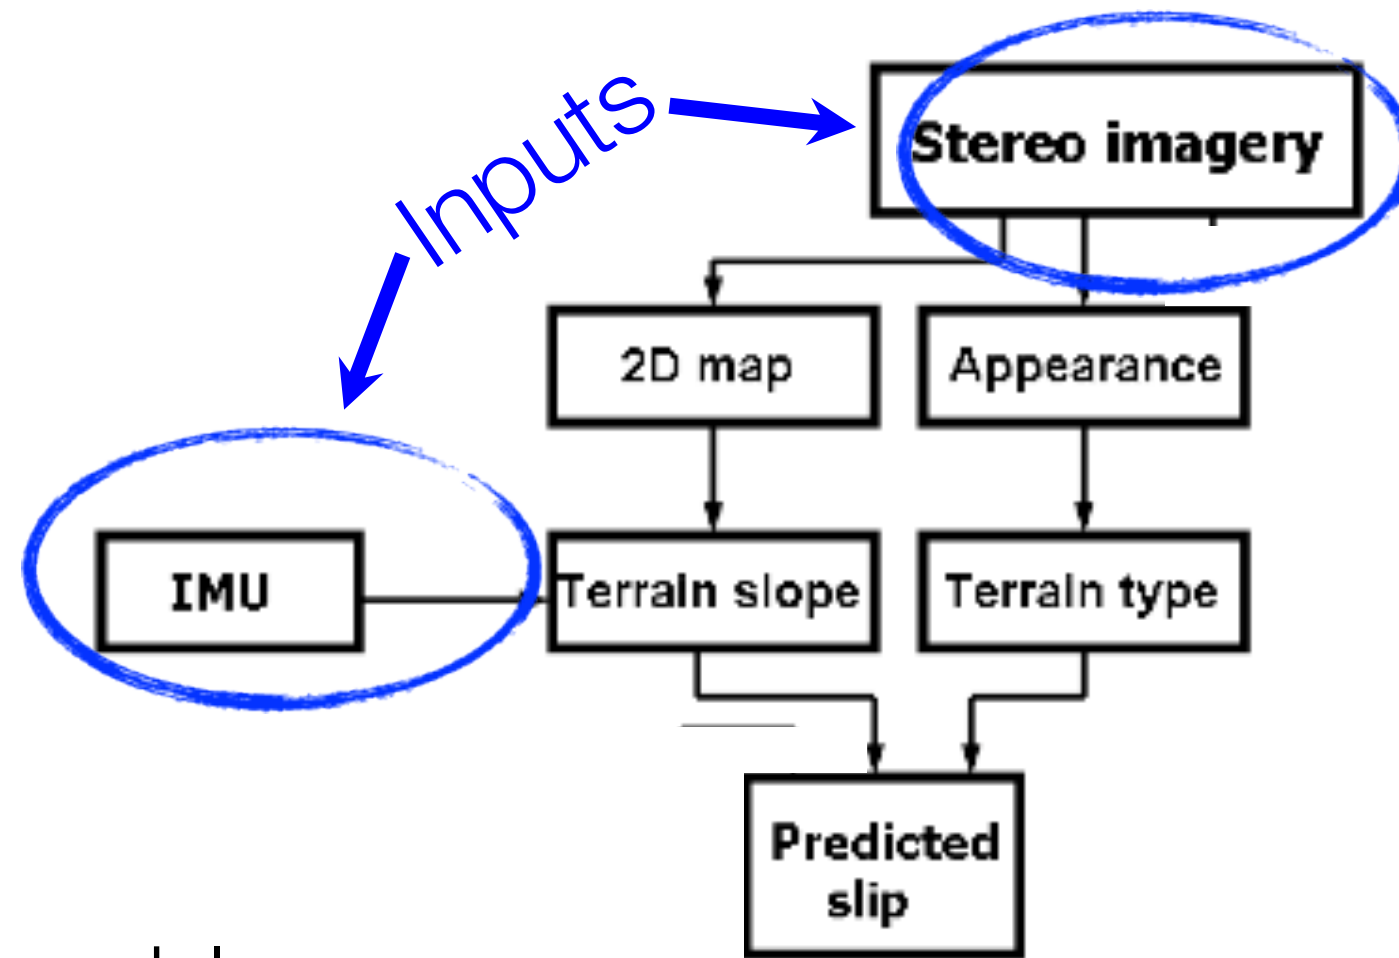 Inputs
Stereo imagery
2D map
Appearance
IMU
Terrain slope
Terrain type
Predicted
slip